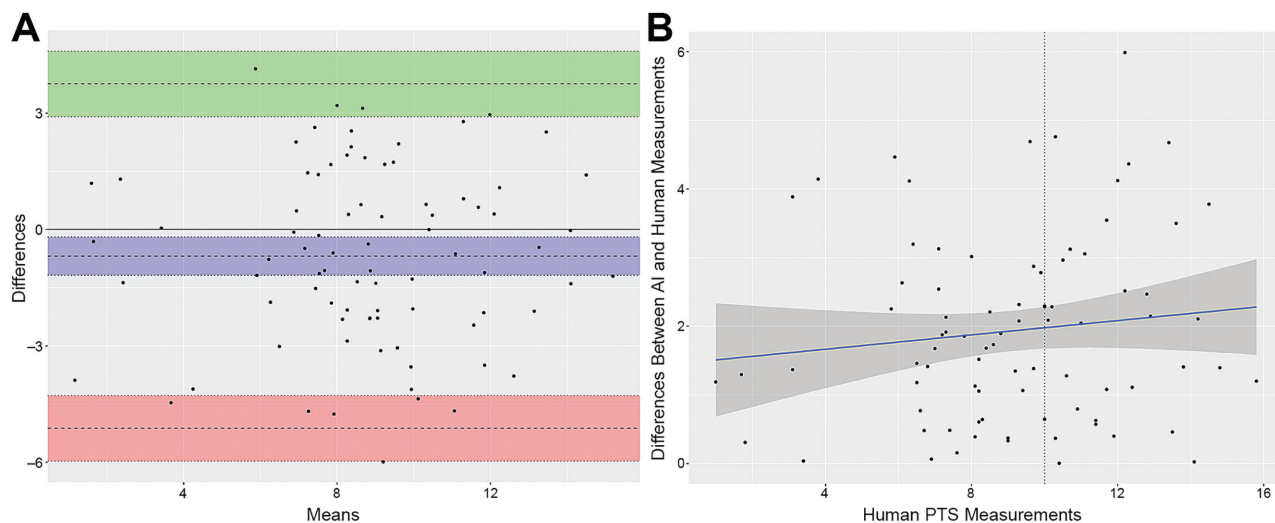 A
Differences
3
0
−3
−6
4
8
12
Means
B
Differences Between AI and Human Measurements
6
4
2
0
4
8
12
16
Human PTS Measurements